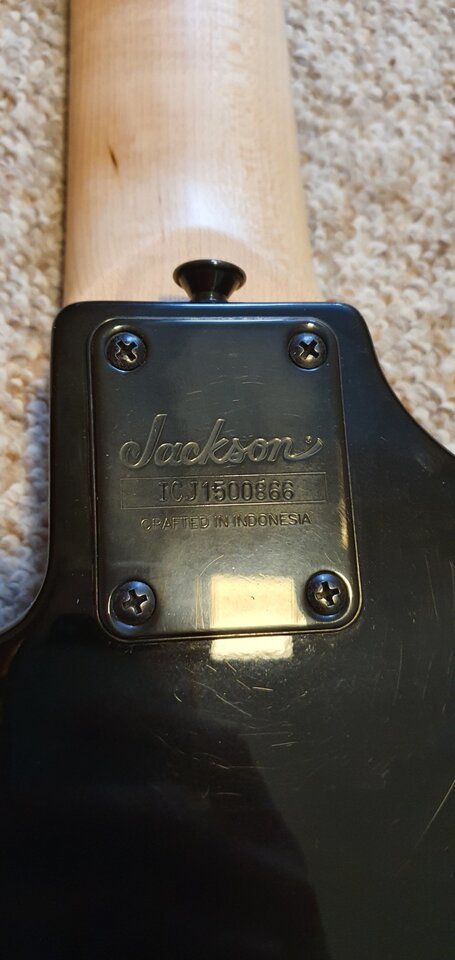 Jackson
ICJ1500866
CRAFTED IN INDONESIA